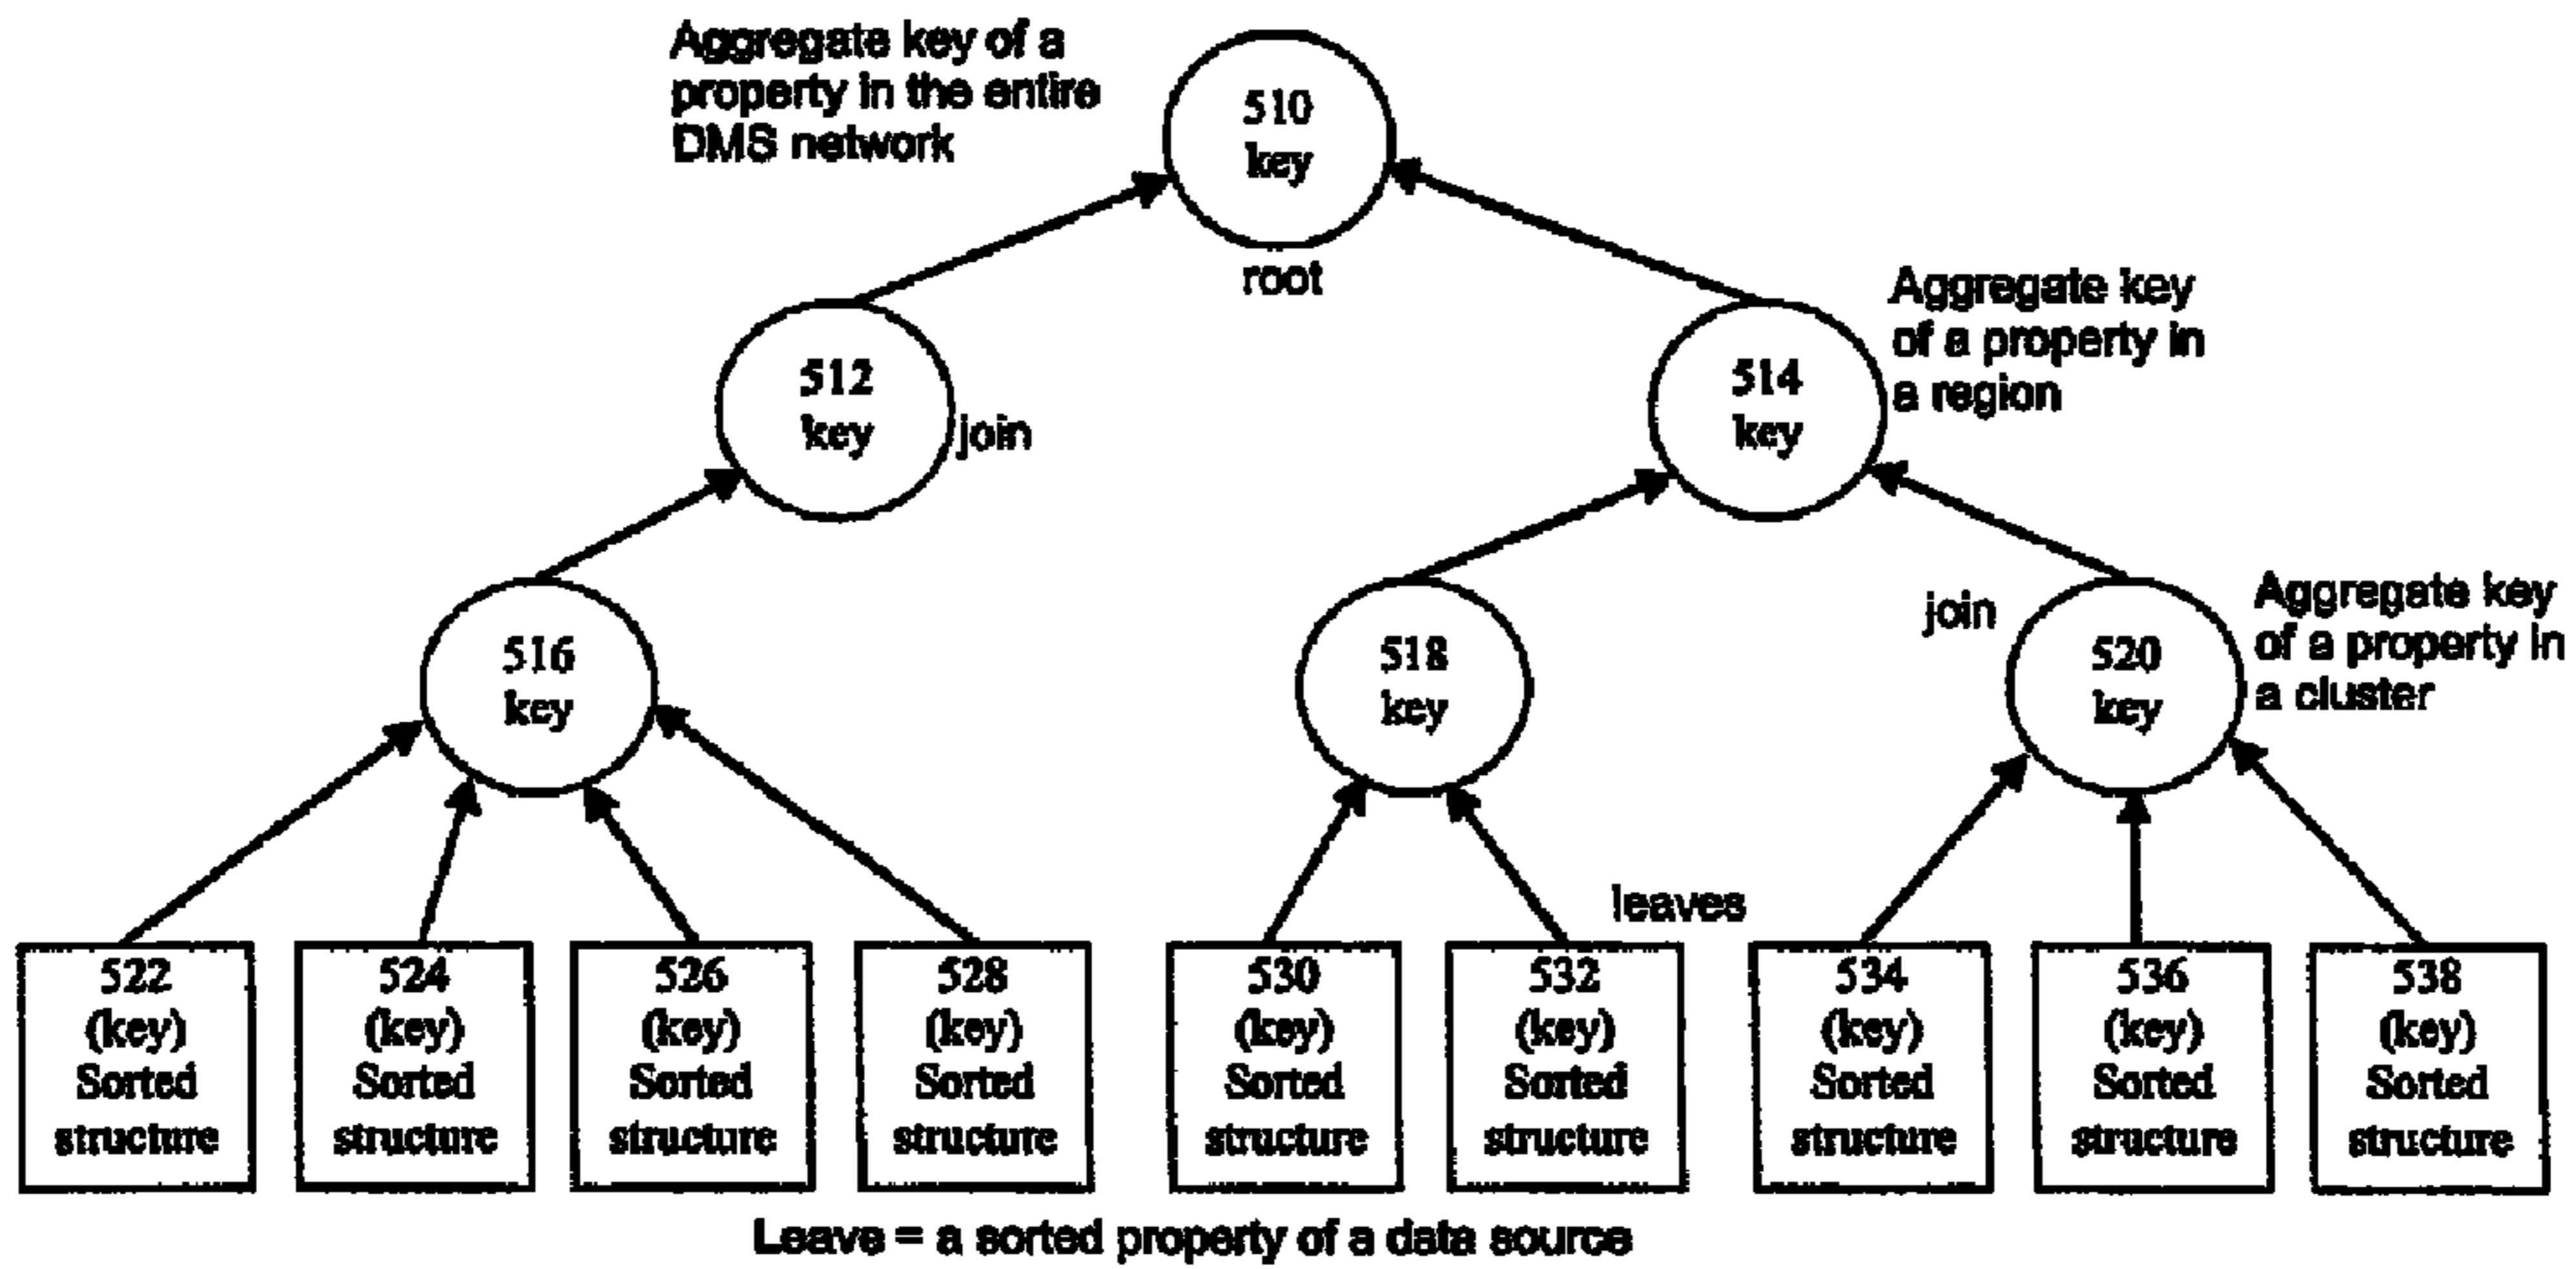 Aggregate key of a
property in the entire
DMS network
510
key
root
512
key
join
514
key
Aggregate key
of a property in
a region
516
key
518
key
join
520
key
Aggregate key
of a property in
a cluster
leaves
522
(key)
Sorted
structure
524
(key)
Sorted
structure
526
(key)
Sorted
structure
528
(key)
Sorted
structure
530
(key)
Sorted
structure
532
(key)
Sorted
structure
534
(key)
Sorted
structure
536
(key)
Sorted
structure
538
(key)
Sorted
structure
Leave = a sorted property of a data source